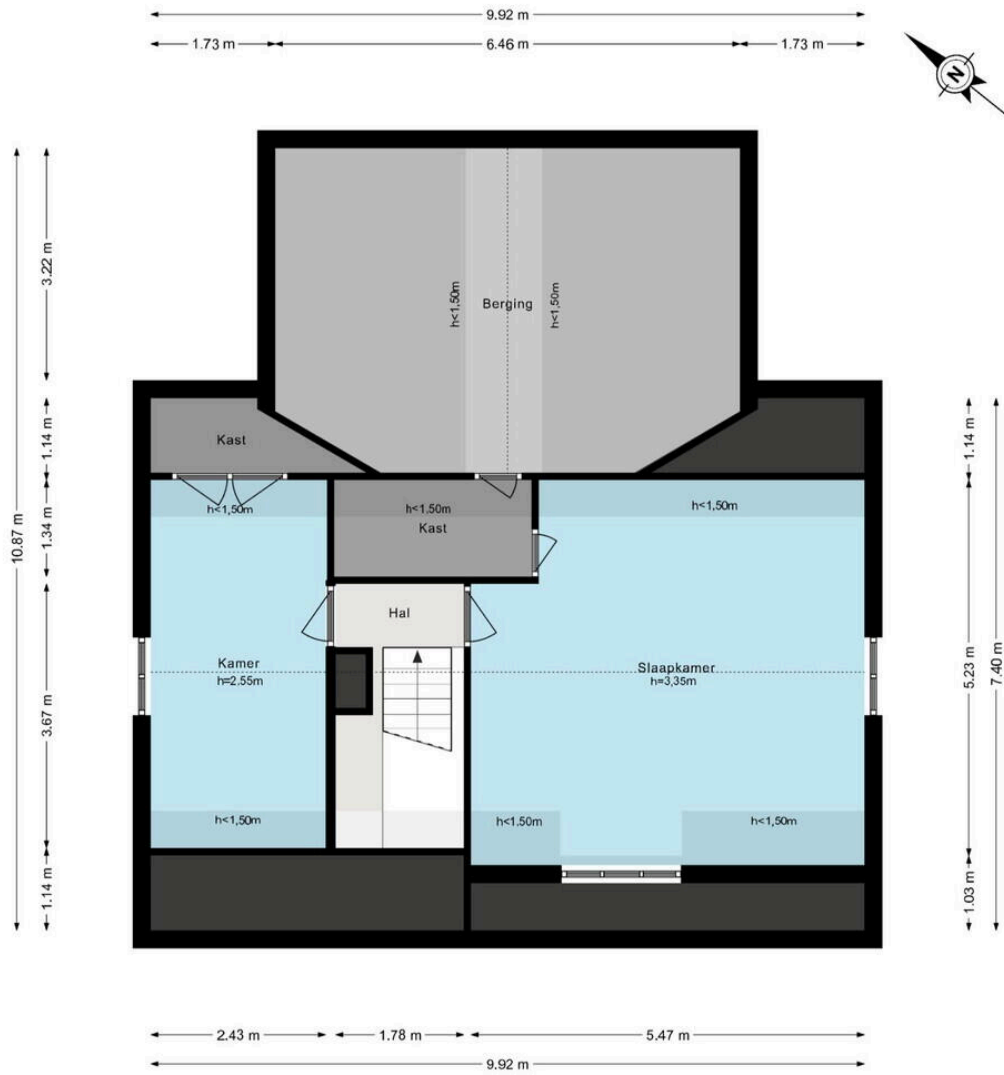 9.92 m
1.73 m
6.46 m
1.73 m
N
3.22 m
1.14 m
1.34 m
10.87 m
3.67 m
1.14 m
h<1,50m
Berging
h<1,50m
Kast
h<1,50m
h<1.50m
Kast
h<1,50m
Hal
Kamer
h=2.55m
Slaapkamer
h=3,35m
h<1,50m
h<1.50m
h<1,50m
1.14 m
5.23 m
7.40 m
1.03 m
2.43 m
1.78 m
5.47 m
9.92 m